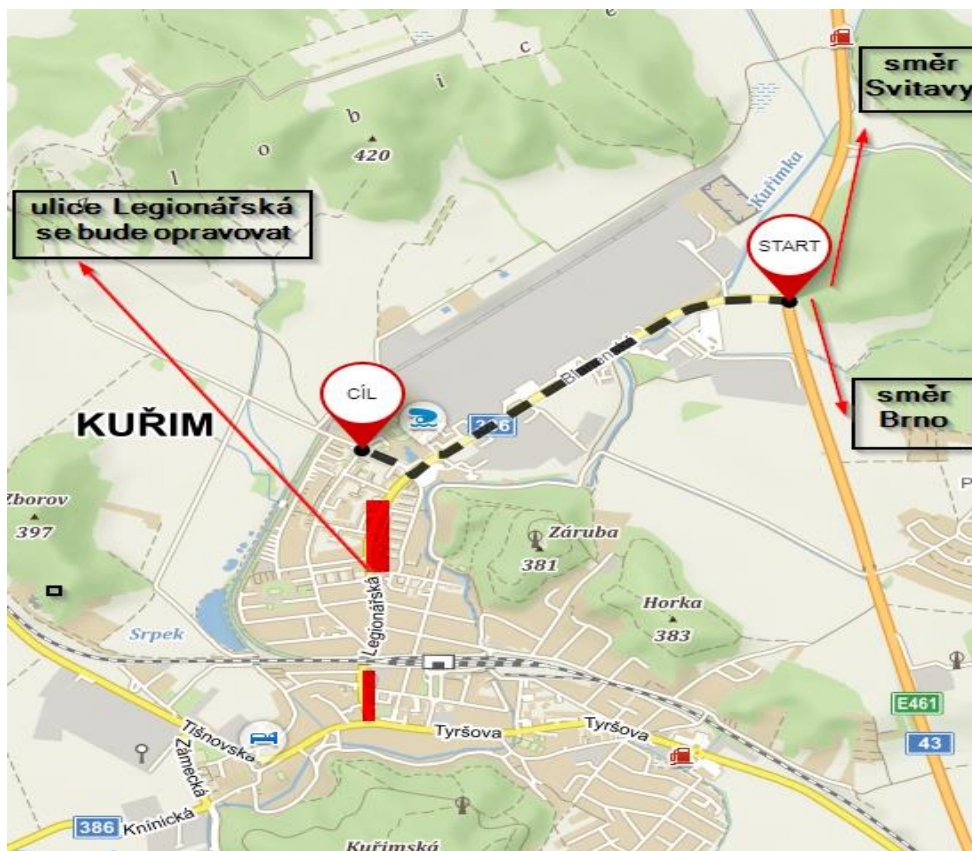 směr
Svitavy
l o b i c e
420
Kuřimka
ulice Legionářská
se bude opravovat
START
CÍL
KUŘIM
směr
Brno
Zborov
397
Záruba
381
Horka
383
Legionářská
Srpek
E461
43
Tišnovska
Zámecká
Tyršova
Tyršova
386
Kninická
Kuřimská